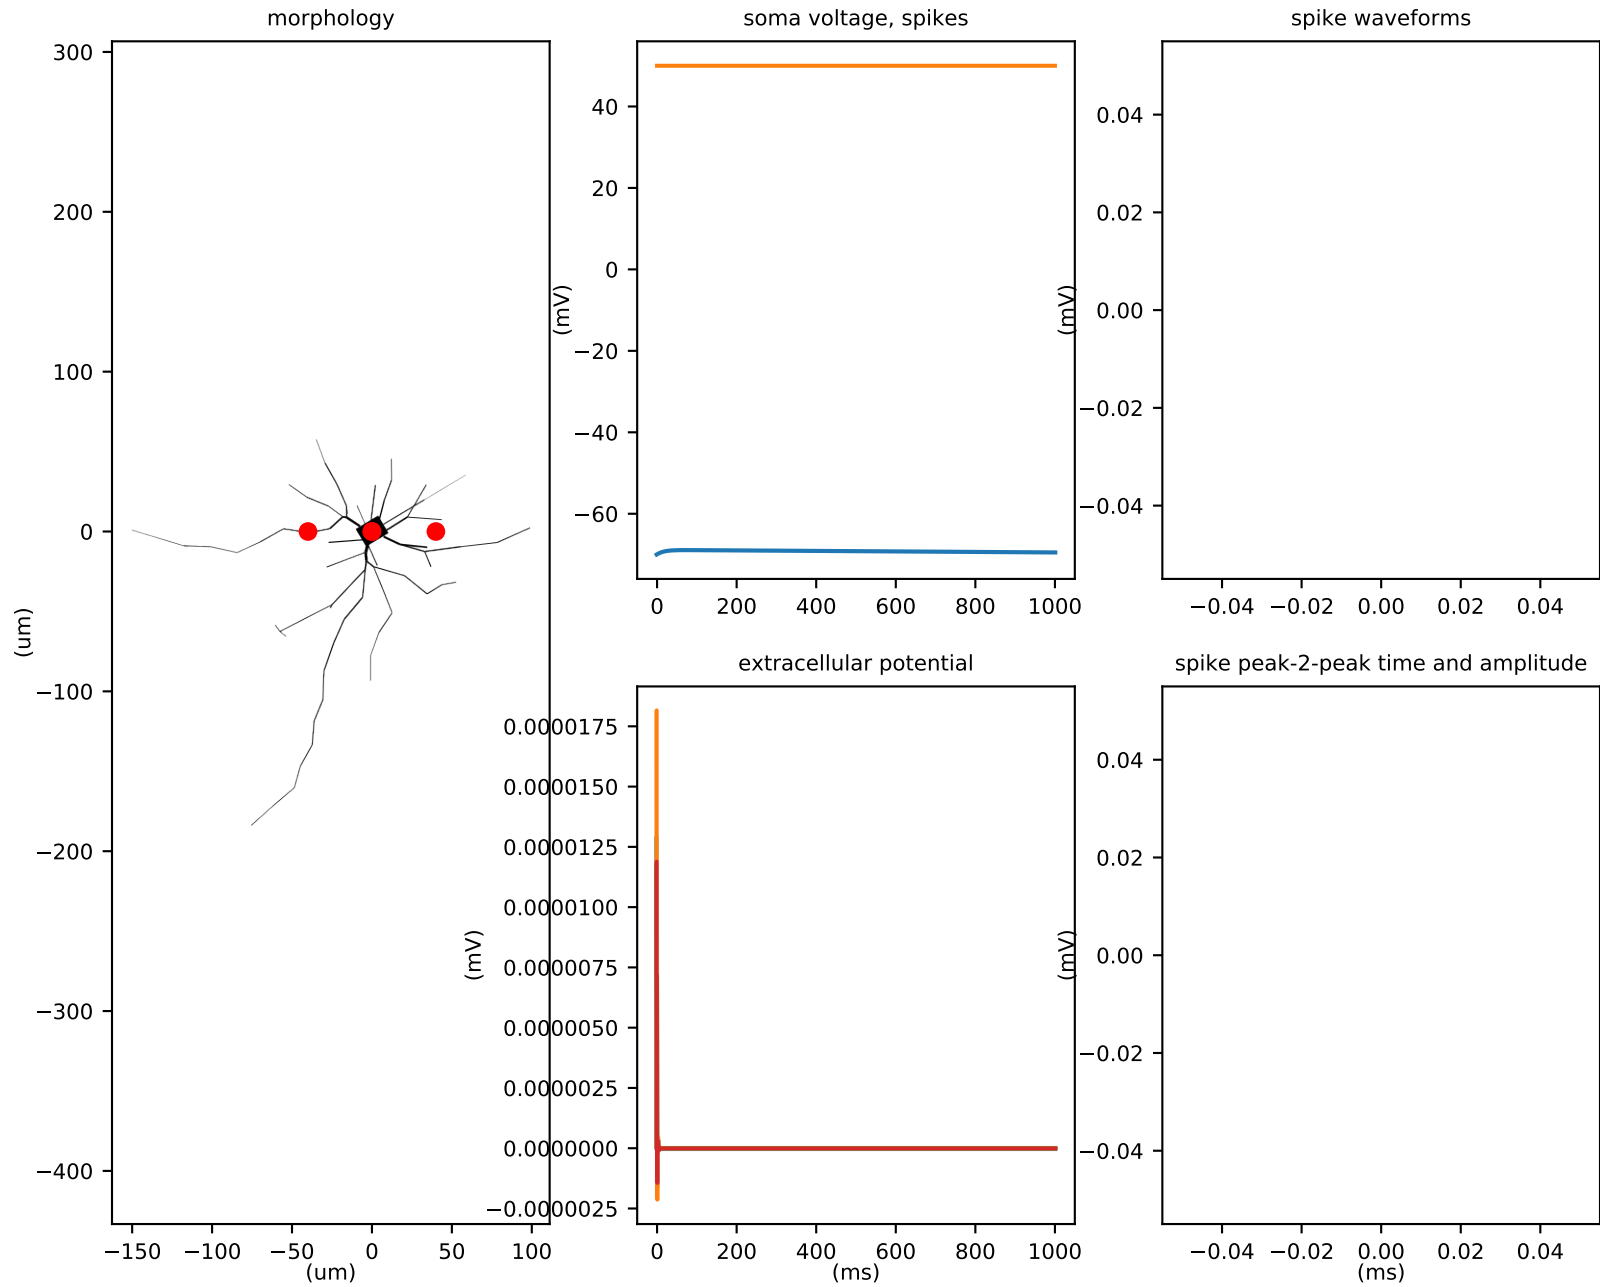 morphology
300
200
100
0
−100
−200
−300
−400
(um)
−150 −100 −50 0 50 100
(um)
soma voltage, spikes
40
20
0
−20
−40
−60
(mV)
0 200 400 600 800 1000
spike waveforms
0.04
0.02
0.00
−0.02
−0.04
(mV)
−0.04 −0.02 0.00 0.02 0.04
extracellular potential
0.0000175
0.0000150
0.0000125
0.0000100
0.0000075
0.0000050
0.0000025
0.0000000
−0.0000025
(mV)
0 200 400 600 800 1000
(ms)
spike peak-2-peak time and amplitude
0.04
0.02
0.00
−0.02
−0.04
(mV)
−0.04 −0.02 0.00 0.02 0.04
(ms)